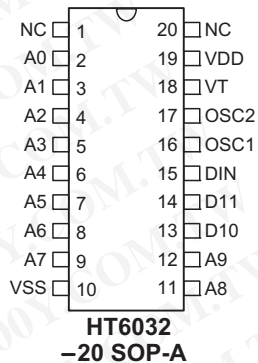 NC 1 20 NC
A0 2 19 VDD
A1 3 18 VT
A2 4 17 OSC2
A3 5 16 OSC1
A4 6 15 DIN
A5 7 14 D11
A6 8 13 D10
A7 9 12 A9
VSS 10 11 A8
HT6032
–20 SOP-A